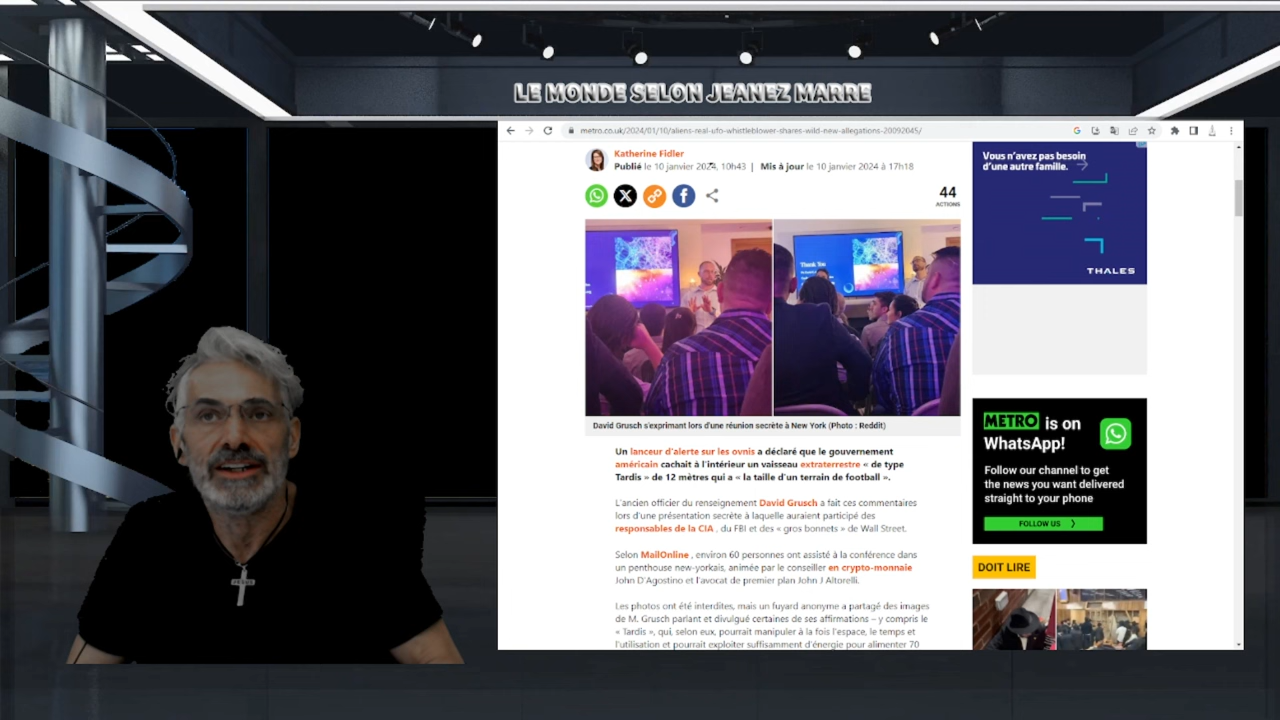 LE MONDE SELON JEANEZ MARRE
metro.co.uk/2024/01/10/aliens-real-ufo-whistleblower-shares-wild-new-allegations-20092045/
Katherine Fidler
Publié le 10 janvier 2024, 10h43 | Mis à jour le 10 janvier 2024 à 17h18
44
ACTIONS
Thank You
David Grusch s'exprimant lors d'une réunion secrète à New York (Photo : Reddit)
Un lanceur d'alerte sur les ovnis a déclaré que le gouvernement
américain cachait à l'intérieur un vaisseau extraterrestre « de type
Tardis » de 12 mètres qui a « la taille d'un terrain de football ».
L'ancien officier du renseignement David Grusch a fait ces commentaires
lors d'une présentation secrète à laquelle auraient participé des
responsables de la CIA , du FBI et des « gros bonnets » de Wall Street.
Selon MailOnline , environ 60 personnes ont assisté à la conférence dans
un penthouse new-yorkais, animée par le conseiller en crypto-monnaie
John D'Agostino et l'avocat de premier plan John J Altorelli.
Les photos ont été interdites, mais un fuyard anonyme a partagé des images
de M. Grusch parlant et divulgué certaines de ses affirmations – y compris le
« Tardis », qui, selon eux, pourrait manipuler à la fois l'espace, le temps et
l'utilisation et pourrait exploiter suffisamment d'énergie pour alimenter 70
Vous n'avez pas besoin
d'une autre famille.
THALES
METRO is on
WhatsApp!
Follow our channel to get
the news you want delivered
straight to your phone
FOLLOW US
DOIT LIRE